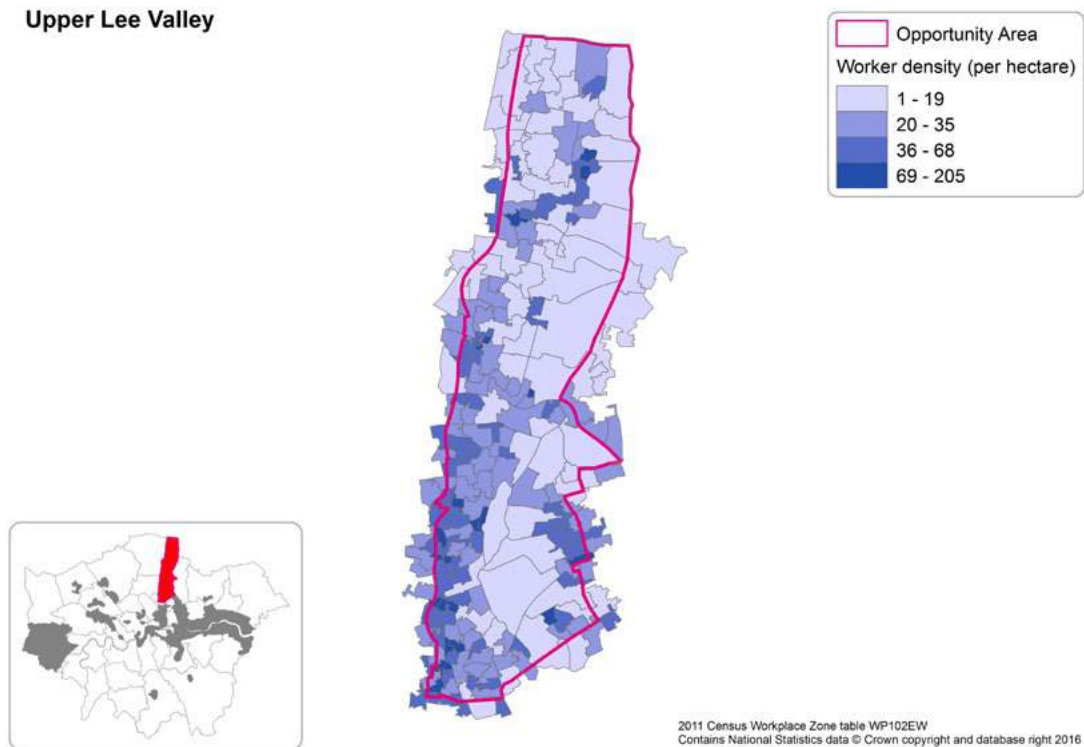 Upper Lee Valley
Opportunity Area
Worker density (per hectare)
1 - 19
20 - 35
36 - 68
69 - 205
2011 Census Workplace Zone table WP102EW
Contains National Statistics data © Crown copyright and database right 2016